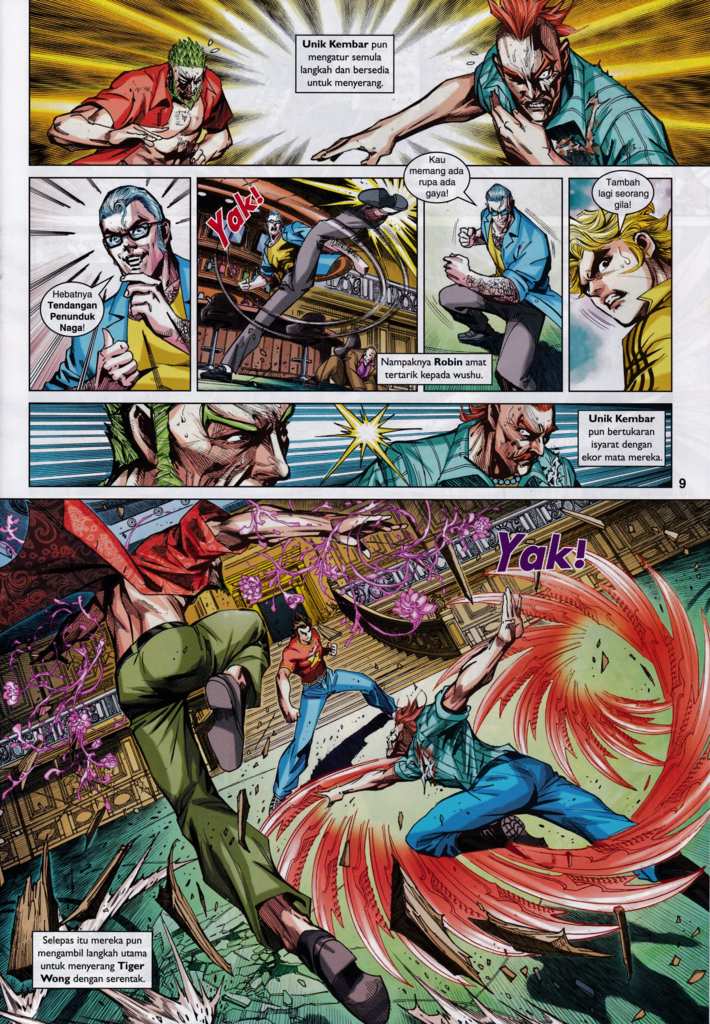 Unik Kembar pun
mengatur semula
langkah dan bersedia
untuk menyerang.
Hebatnya
Tendangan
Penunduk
Naga!
Yak!
Kau
memang ada
rupa ada
gaya!
Nampaknya Robin amat
tertarik kepada wushu.
Tambah
lagi seorang
gila!
Unik Kembar
pun bertukaran
isyarat dengan
ekor mata mereka.
9
Yak!
Selepas itu mereka pun
mengambil langkah utama
untuk menyerang Tiger
Wong dengan serentak.